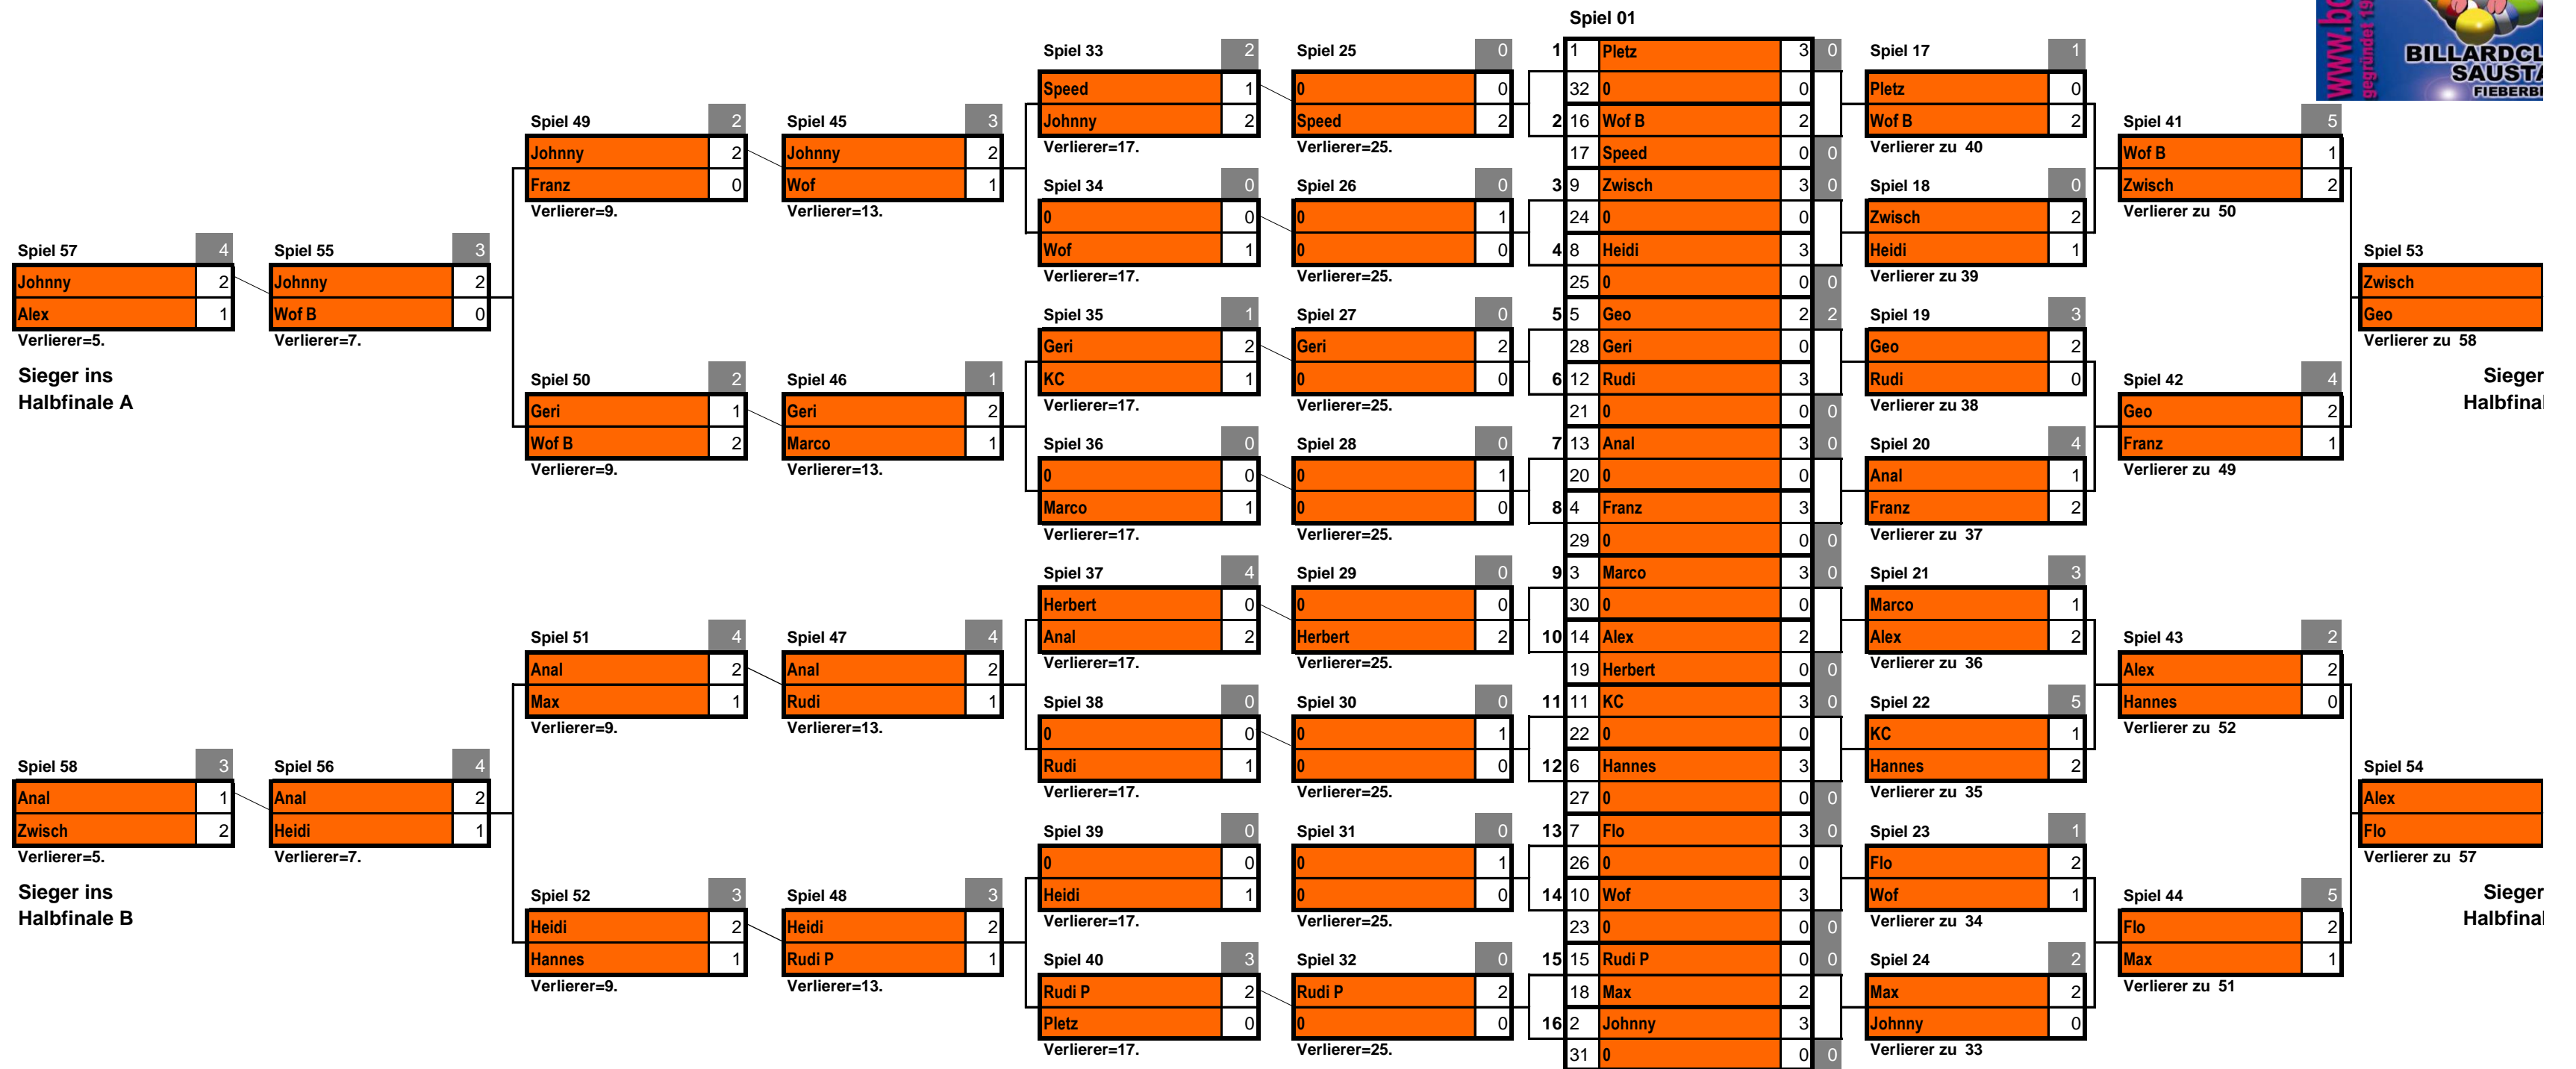 Spiel 57 4
Johnny 2
Alex 1
Verlierer=5.
Sieger ins
Halbfinale A
Spiel 58 3
Anal 1
Zwisch 2
Verlierer=5.
Sieger ins
Halbfinale B
Spiel 55 3
Johnny 2
Wof B 0
Verlierer=7.
Spiel 56 4
Anal 2
Heidi 1
Verlierer=7.
Spiel 49 2
Johnny 2
Franz 0
Verlierer=9.
Spiel 50 2
Geri 1
Wof B 2
Verlierer=9.
Spiel 51 4
Anal 2
Max 1
Verlierer=9.
Spiel 52 3
Heidi 2
Hannes 1
Verlierer=9.
Spiel 45 3
Johnny 2
Wof 1
Verlierer=13.
Spiel 46 1
Geri 2
Marco 1
Verlierer=13.
Spiel 47 4
Anal 2
Rudi 1
Verlierer=13.
Spiel 48 3
Heidi 2
Rudi P 1
Verlierer=13.
Spiel 33 2
Speed 1
Johnny 2
Verlierer=17.
Spiel 34 0
0 0
Wof 1
Verlierer=17.
Spiel 35 1
Geri 2
KC 1
Verlierer=17.
Spiel 36 0
0 0
Marco 1
Verlierer=17.
Spiel 37 4
Herbert 0
Anal 2
Verlierer=17.
Spiel 38 0
0 0
Rudi 1
Verlierer=17.
Spiel 39 0
0 0
Heidi 1
Verlierer=17.
Spiel 40 3
Rudi P 2
Pletz 0
Verlierer=17.
Spiel 25 0
0 0
Speed 2
Verlierer=25.
Spiel 26 0
0 1
0 0
Verlierer=25.
Spiel 27 0
Geri 2
0 0
Verlierer=25.
Spiel 28 0
0 1
0 0
Verlierer=25.
Spiel 29 0
0 0
Herbert 2
Verlierer=25.
Spiel 30 0
0 1
0 0
Verlierer=25.
Spiel 31 0
0 1
0 0
Verlierer=25.
Spiel 32 0
Rudi P 2
0 0
Verlierer=25.
Spiel 01
1 1 Pletz 3 0
32 0 0
2 16 Wof B 2
17 Speed 0 0
3 9 Zwisch 3 0
24 0 0
4 8 Heidi 3
25 0 0 0
5 5 Geo 2 2
28 Geri 0
6 12 Rudi 3
21 0 0 0
7 13 Anal 3 0
20 0 0
8 4 Franz 3
29 0 0 0
9 3 Marco 3 0
30 0 0
10 14 Alex 2
19 Herbert 0 0
11 11 KC 3 0
22 0 0
12 6 Hannes 3
27 0 0 0
13 7 Flo 3 0
26 0 0
14 10 Wof 3
23 0 0 0
15 15 Rudi P 0 0
18 Max 2
16 2 Johnny 3
31 0 0 0
Spiel 17 1
Pletz 0
Wof B 2
Verlierer zu 40
Spiel 18 0
Zwisch 2
Heidi 1
Verlierer zu 39
Spiel 19 3
Geo 2
Rudi 0
Verlierer zu 38
Spiel 20 4
Anal 1
Franz 2
Verlierer zu 37
Spiel 21 3
Marco 1
Alex 2
Verlierer zu 36
Spiel 22 5
KC 1
Hannes 2
Verlierer zu 35
Spiel 23 1
Flo 2
Wof 1
Verlierer zu 34
Spiel 24 2
Max 2
Johnny 0
Verlierer zu 33
Spiel 41 5
Wof B 1
Zwisch 2
Verlierer zu 50
Spiel 42 4
Geo 2
Franz 1
Verlierer zu 49
Spiel 43 2
Alex 2
Hannes 0
Verlierer zu 52
Spiel 44 5
Flo 2
Max 1
Verlierer zu 51
Spiel 53
Zwisch
Geo
Verlierer zu 58
Sieger
Halbfinal
Spiel 54
Alex
Flo
Verlierer zu 57
Sieger
Halbfinal
www.bc
gegründet 19
BILLARDCL
SAUSTA
FIEBERB